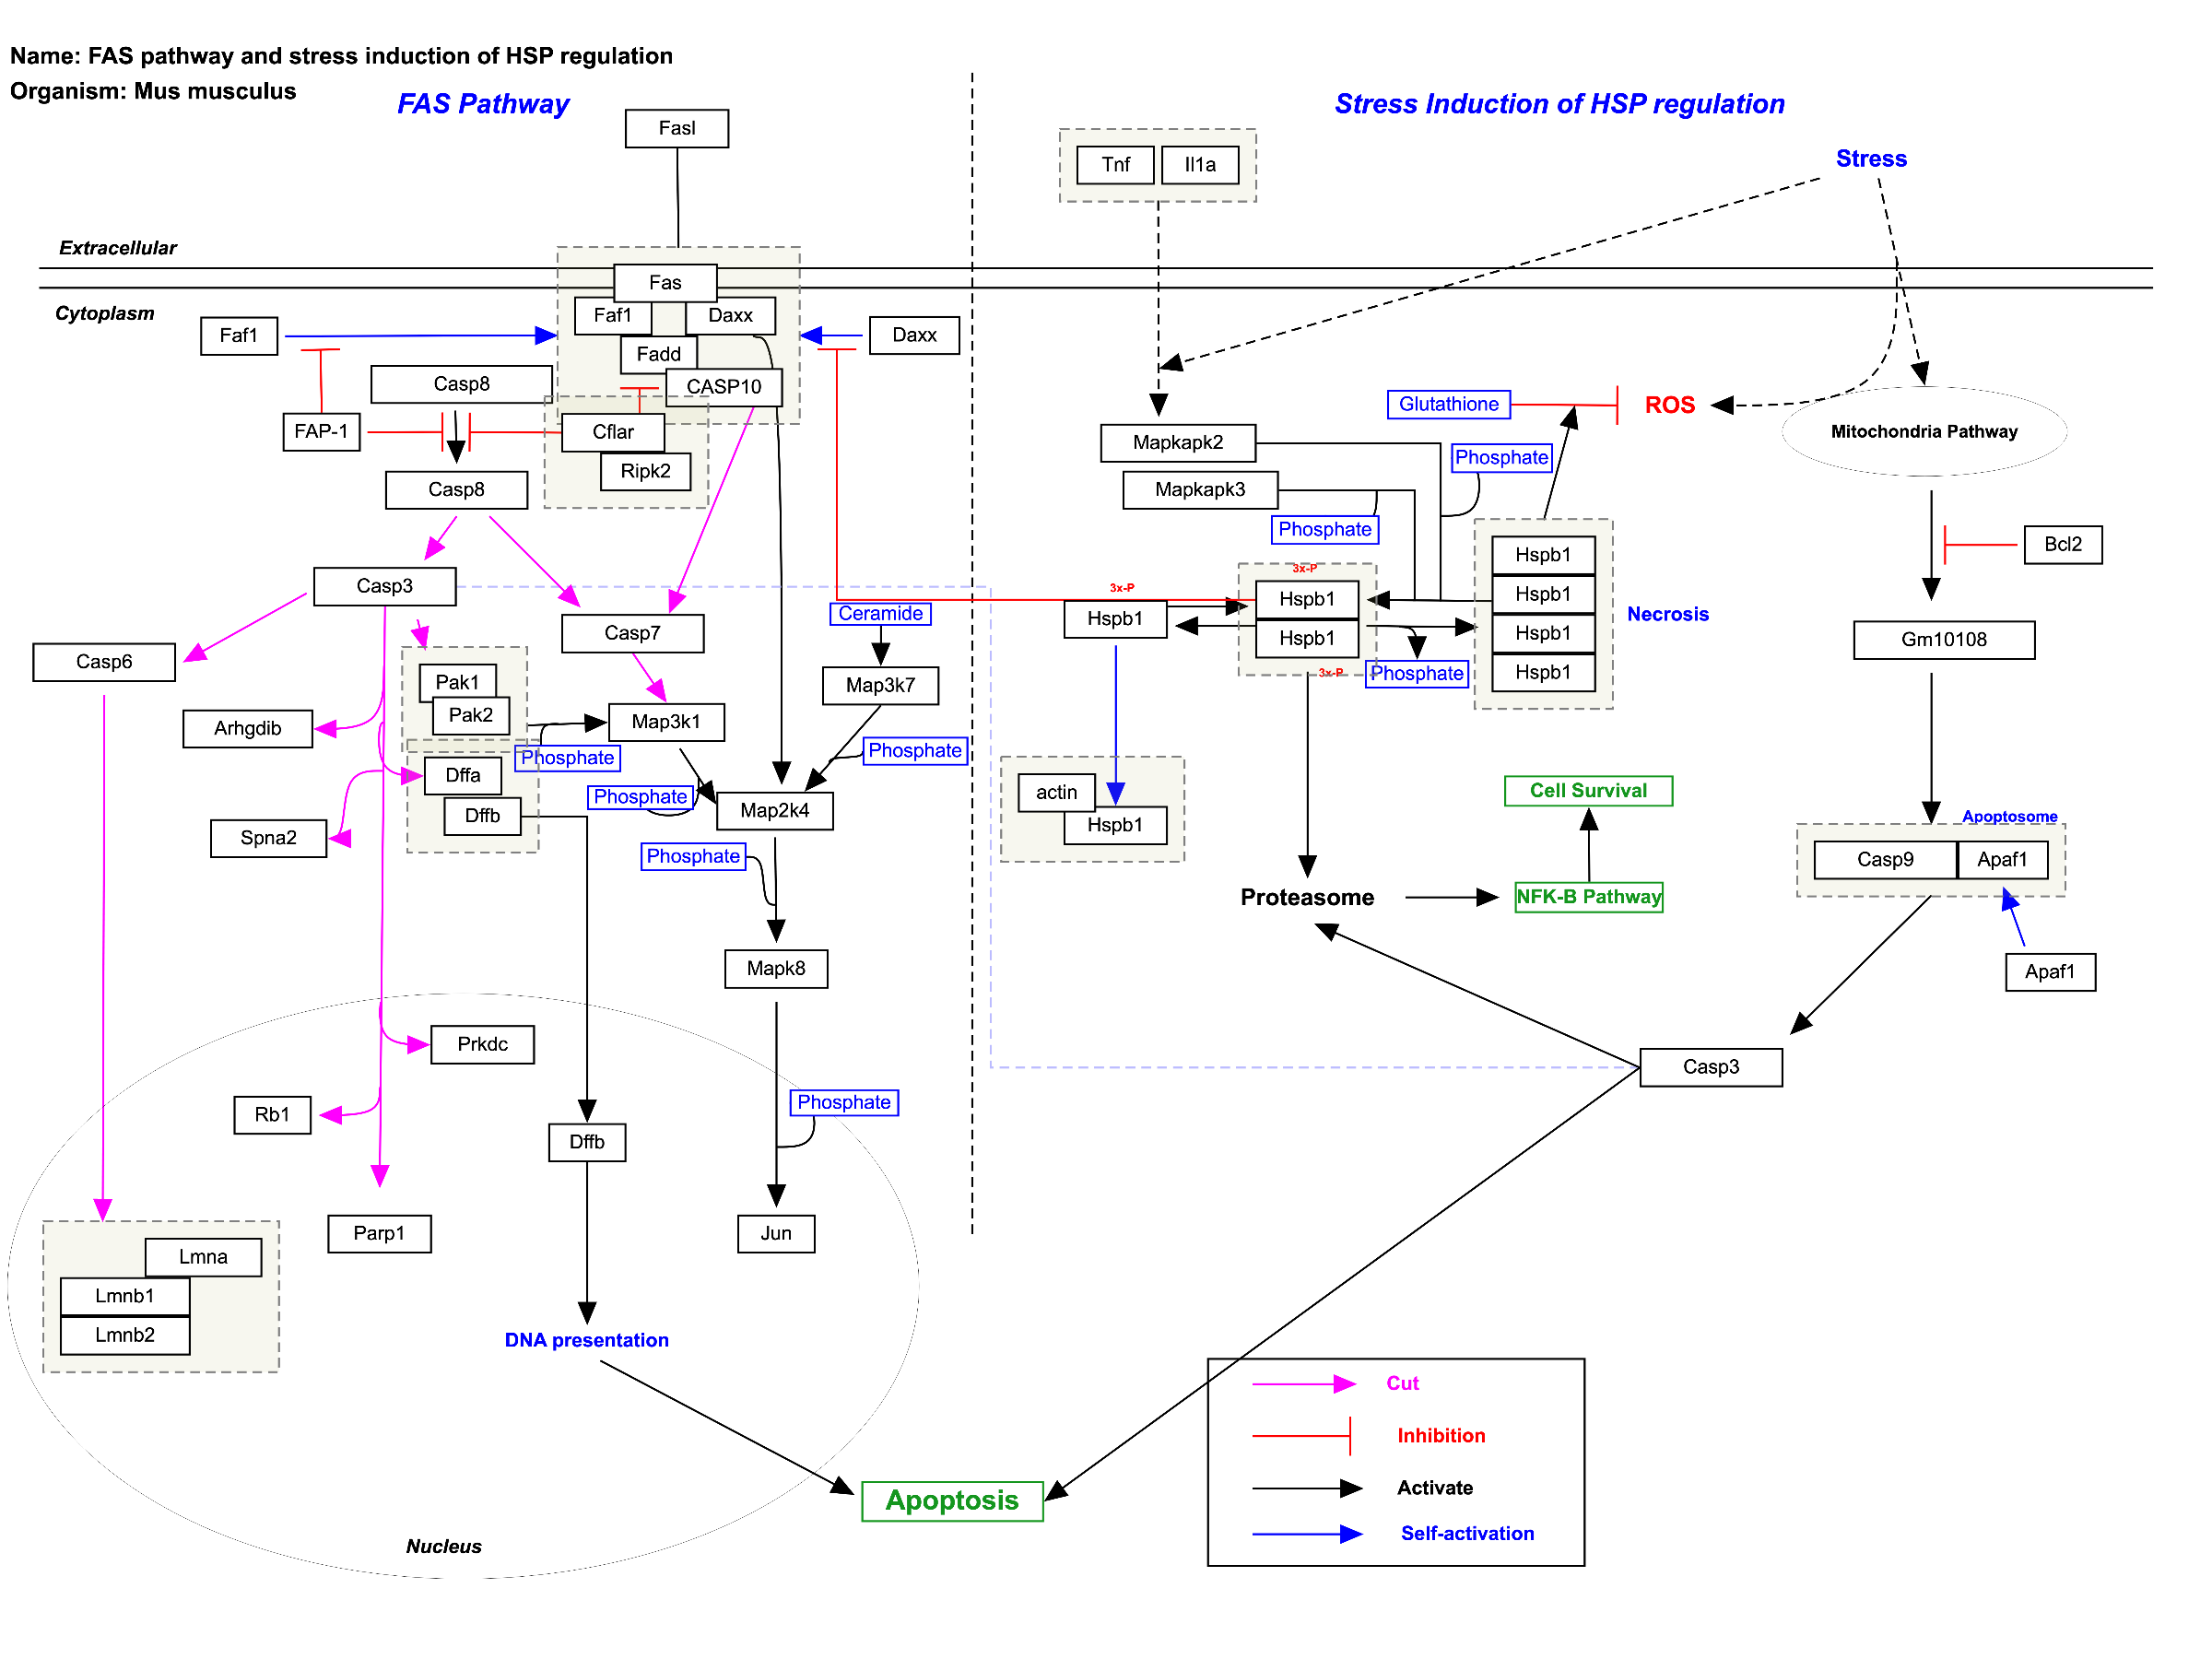 Name: FAS pathway and stress induction of HSP regulation
Organism: Mus musculus
FAS Pathway
Stress Induction of HSP regulation
Fasl
Tnf
Il1a
Stress
Extracellular
Cytoplasm
Fas
Faf1
Daxx
Faf1
Daxx
Fadd
Casp8
CASP10
Glutathione
ROS
FAP-1
Cflar
Ripk2
Mapkapk2
Mitochondria Pathway
Phosphate
Casp8
Mapkapk3
Phosphate
Bcl2
Hspb1
Hspb1
Hspb1
Hspb1
Necrosis
Casp3
3x-P
3x-P
Hspb1
Hspb1
Hspb1
3x-P
Phosphate
Ceramide
Casp7
Gm10108
Casp6
Map3k7
Pak1
Pak2
Arhgdib
Map3k1
Phosphate
Phosphate
Dffa
Dffb
Phosphate
Map2k4
Spna2
Phosphate
actin
Hspb1
Cell Survival
Apoptosome
Casp9
Apaf1
Proteasome
NFK-B Pathway
Mapk8
Apaf1
Prkdc
Casp3
Rb1
Phosphate
Dffb
Parp1
Jun
Lmna
Lmnb1
Lmnb2
DNA presentation
Cut
Inhibition
Activate
Self-activation
Apoptosis
Nucleus